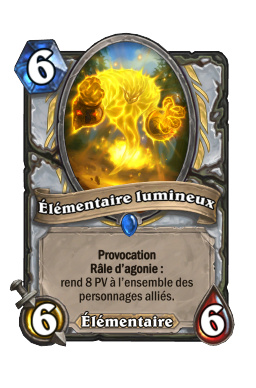 6
Élémentaire lumineux
Provocation
Râle d'agonie :
rend 8 PV à l'ensemble des
personnages alliés.
6
Élémentaire
6